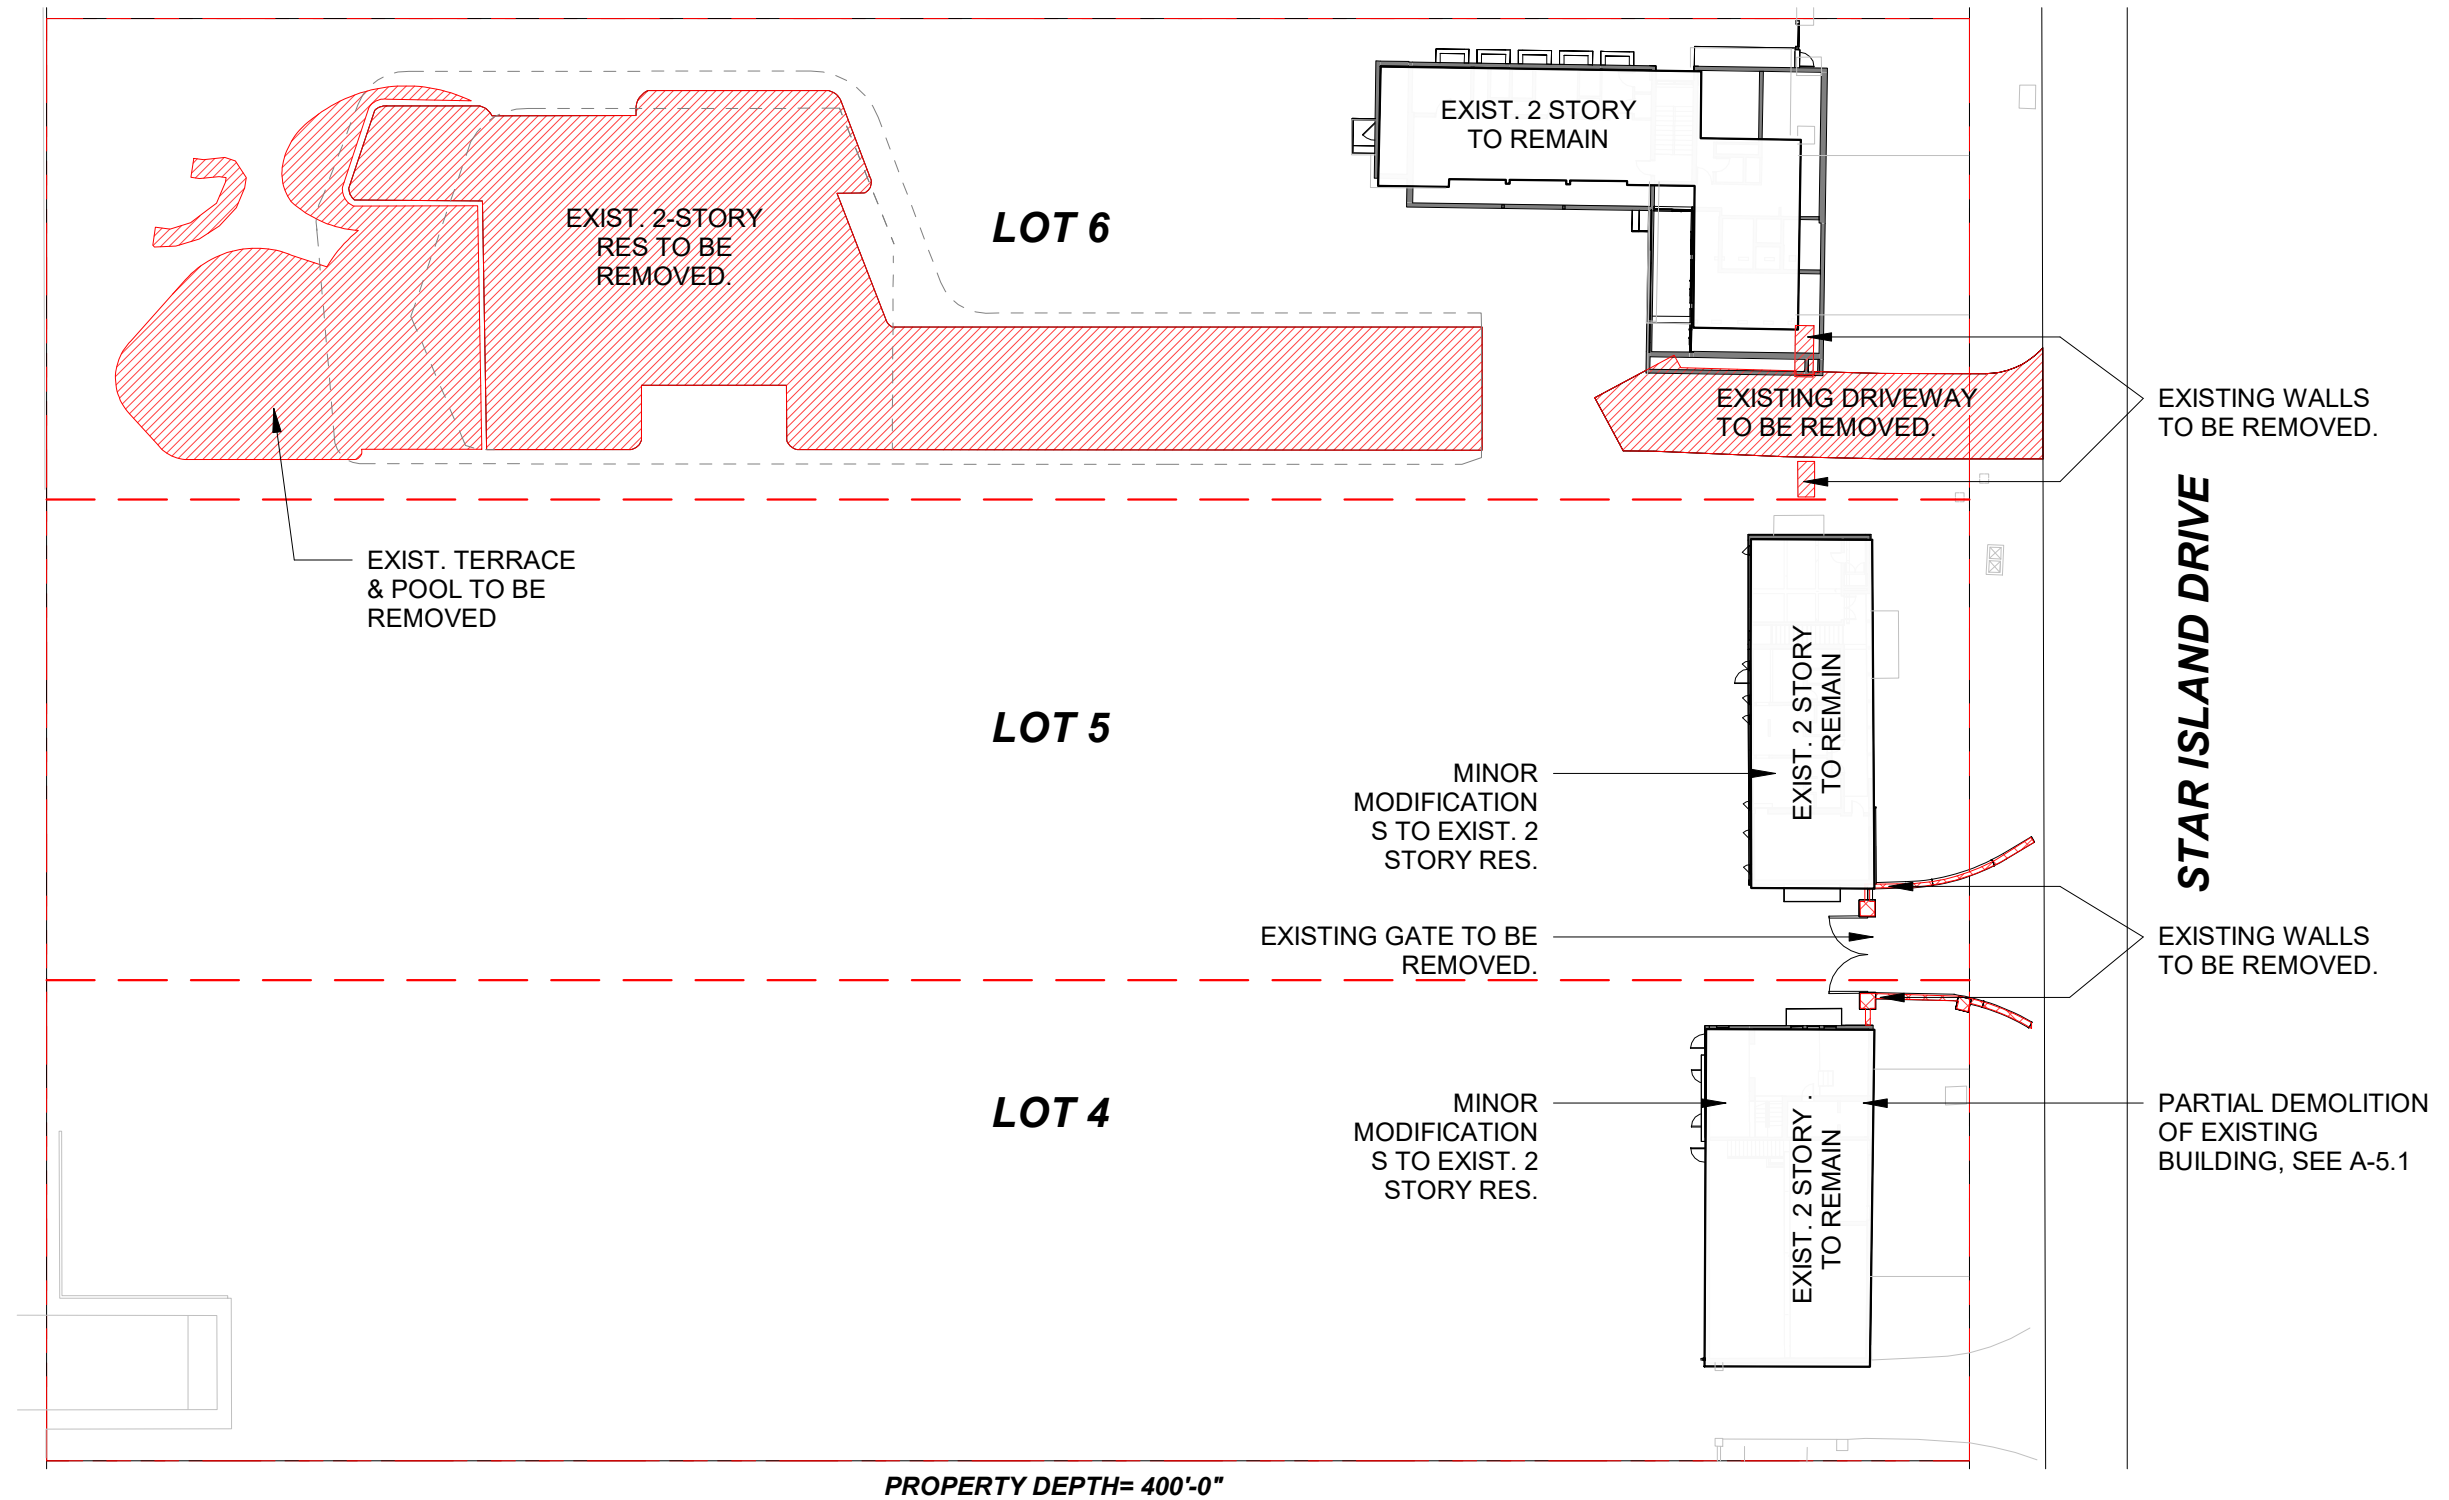 EXIST. 2 STORY
TO REMAIN
EXIST. 2-STORY
RES TO BE
REMOVED.
LOT 6
EXISTING DRIVEWAY
TO BE REMOVED.
EXISTING WALLS
TO BE REMOVED.
EXIST. TERRACE
& POOL TO BE
REMOVED
STAR ISLAND DRIVE
LOT 5
EXIST. 2 STORY
TO REMAIN
MINOR
MODIFICATION
S TO EXIST. 2
STORY RES.
EXISTING GATE TO BE
REMOVED.
EXISTING WALLS
TO BE REMOVED.
LOT 4
MINOR
MODIFICATION
S TO EXIST. 2
STORY RES.
EXIST. 2 STORY .
TO REMAIN
PARTIAL DEMOLITION
OF EXISTING
BUILDING, SEE A-5.1
PROPERTY DEPTH= 400'-0"